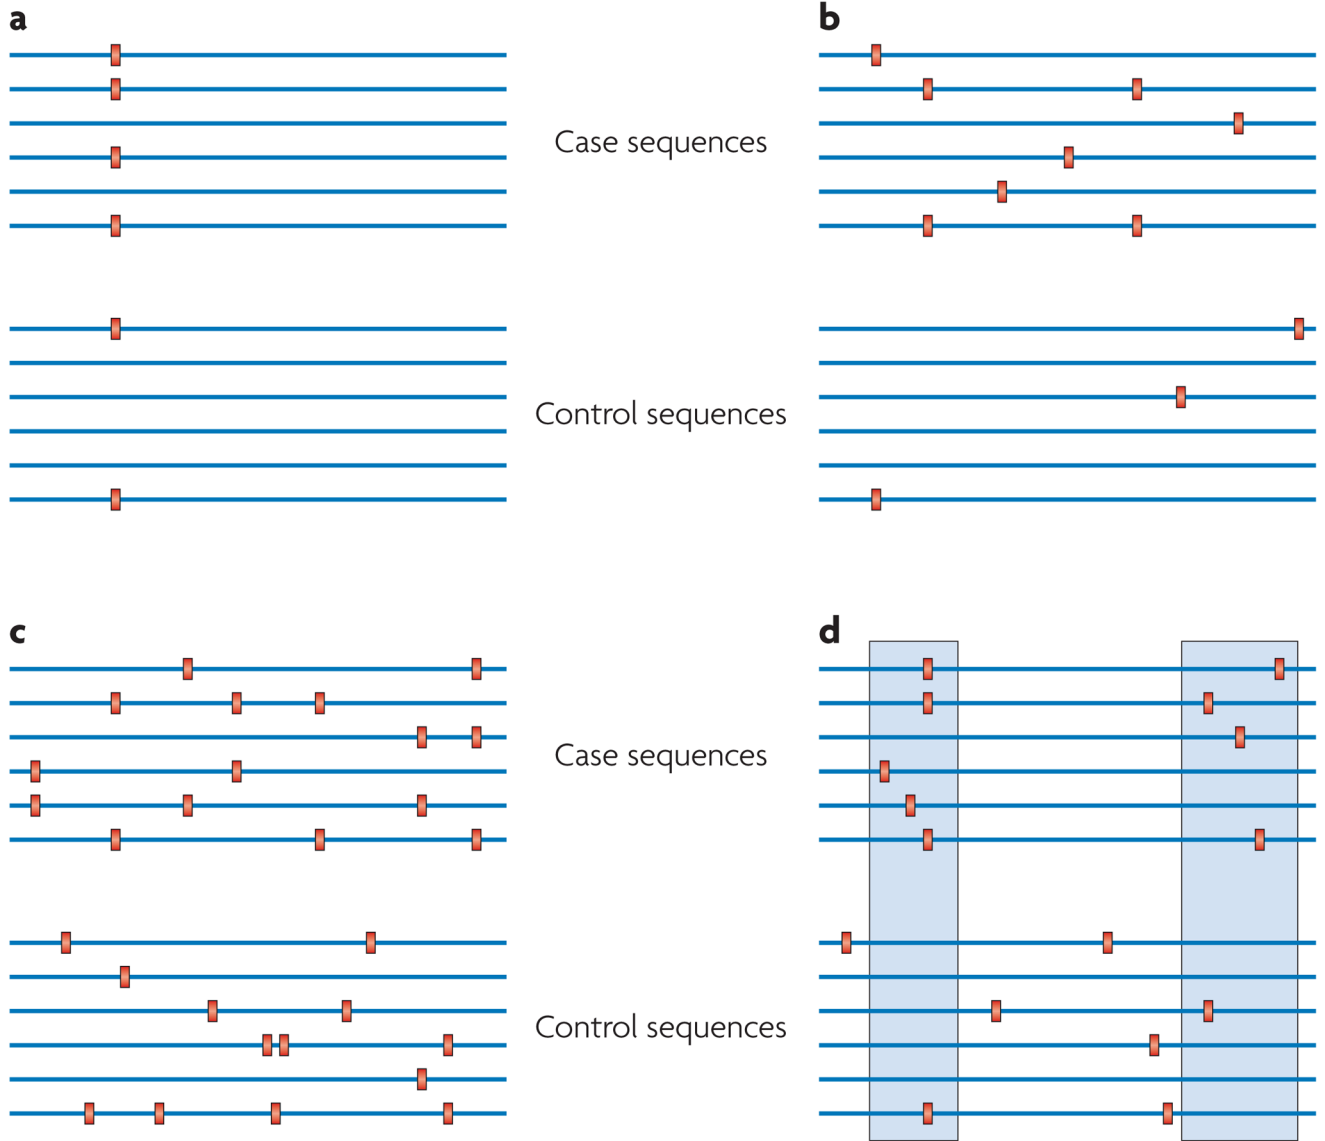 a
b
Case sequences
Control sequences
c
d
Case sequences
Control sequences